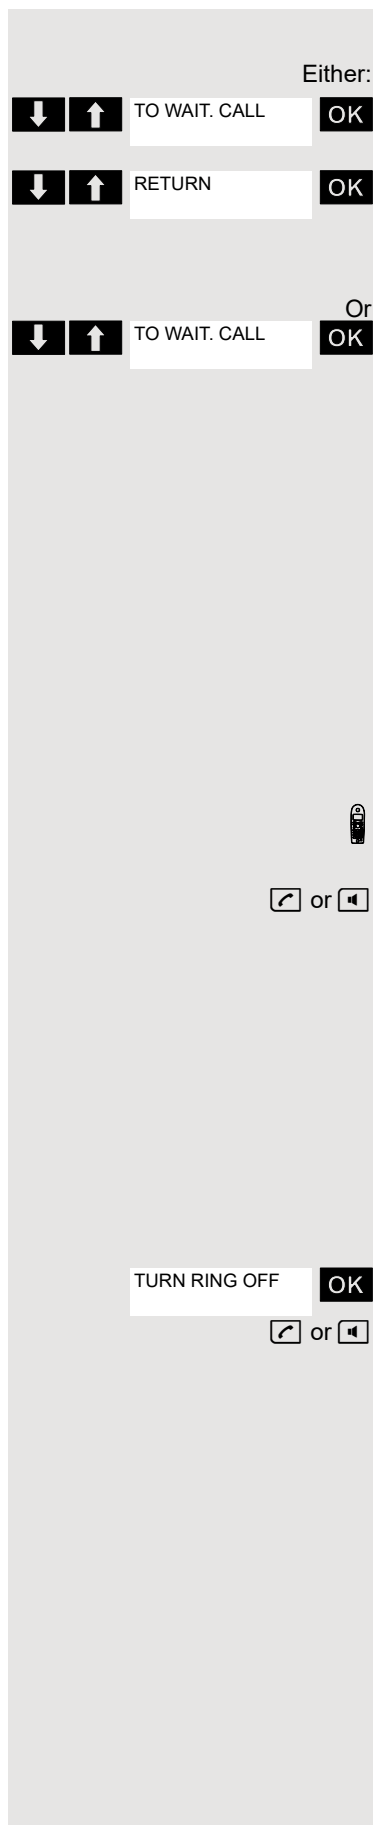 Either:
TO WAIT. CALL OK
RETURN OK
Or
TO WAIT. CALL OK
or
TURN RING OFF OK
or